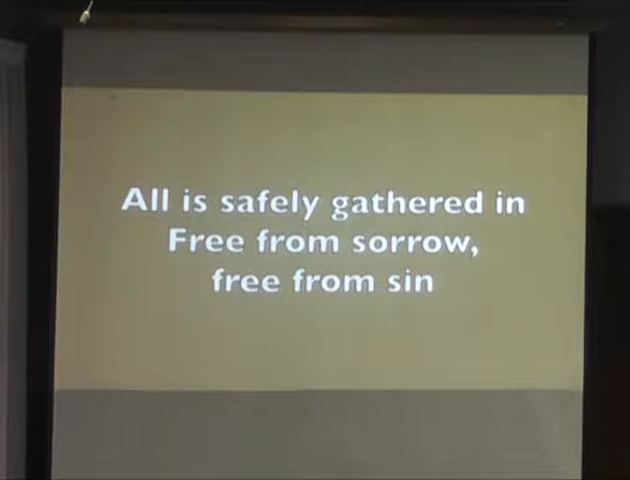 All is safely gathered in
Free from sorrow,
free from sin